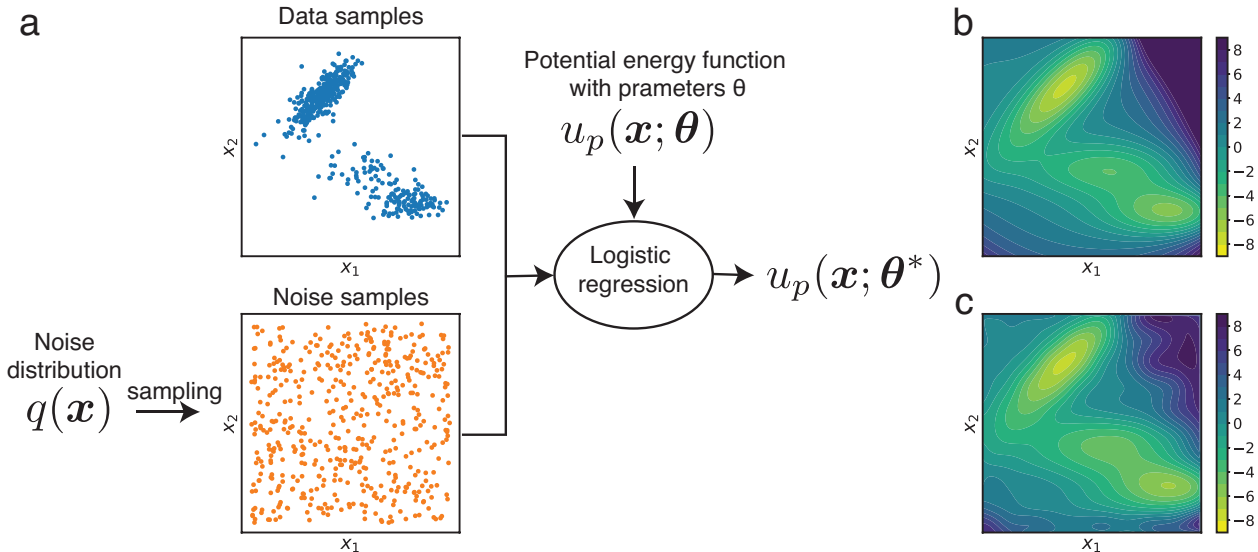 a
Data samples
x₂
x₁
Noise samples
x₂
x₁
Noise
distribution
q(x)
sampling
Potential energy function
with prameters θ
uₚ(x; θ)
Logistic
regression
uₚ(x; θ*)
b
x₂
x₁
8
6
4
2
0
−2
−4
−6
−8
c
x₂
x₁
8
6
4
2
0
−2
−4
−6
−8